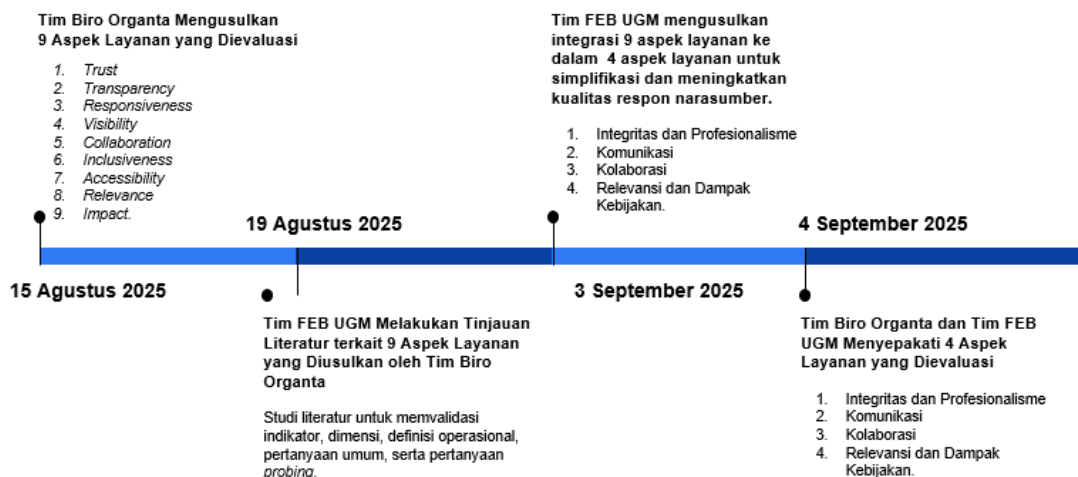 Tim Biro Organta Mengusulkan
9 Aspek Layanan yang Dievaluasi
1. Trust
2. Transparency
3. Responsiveness
4. Visibility
5. Collaboration
6. Inclusiveness
7. Accessibility
8. Relevance
9. Impact.
15 Agustus 2025
19 Agustus 2025
Tim FEB UGM Melakukan Tinjauan
Literatur terkait 9 Aspek Layanan
yang Diusulkan oleh Tim Biro
Organta
Studi literatur untuk memvalidasi
indikator, dimensi, definisi operasional,
pertanyaan umum, serta pertanyaan
probing.
Tim FEB UGM mengusulkan
integrasi 9 aspek layanan ke
dalam 4 aspek layanan untuk
simplifikasi dan meningkatkan
kualitas respon narasumber.
1. Integritas dan Profesionalisme
2. Komunikasi
3. Kolaborasi
4. Relevansi dan Dampak
Kebijakan.
3 September 2025
4 September 2025
Tim Biro Organta dan Tim FEB
UGM Menyepakati 4 Aspek
Layanan yang Dievaluasi
1. Integritas dan Profesionalisme
2. Komunikasi
3. Kolaborasi
4. Relevansi dan Dampak
Kebijakan.